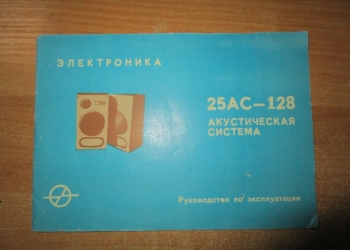 ЭЛЕКТРОНИКА
25АС—128
АКУСТИЧЕСКАЯ
СИСТЕМА
Руководство по эксплуатации